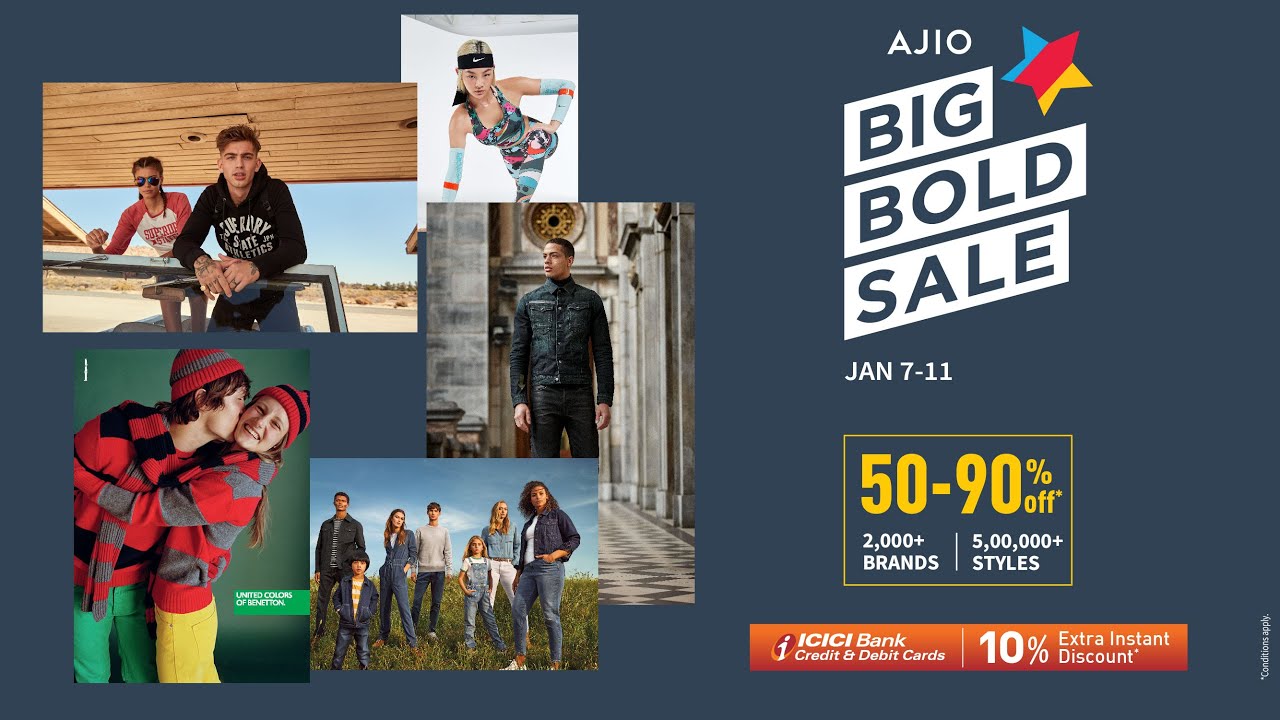 AJIO
BIG
BOLD
SALE
JAN 7-11
50-90% off*
2,000+ BRANDS
5,00,000+ STYLES
ICICI Bank
Credit & Debit Cards
10% Extra Instant Discount*
*Conditions apply.
UNITED COLORS
OF BENETTON.